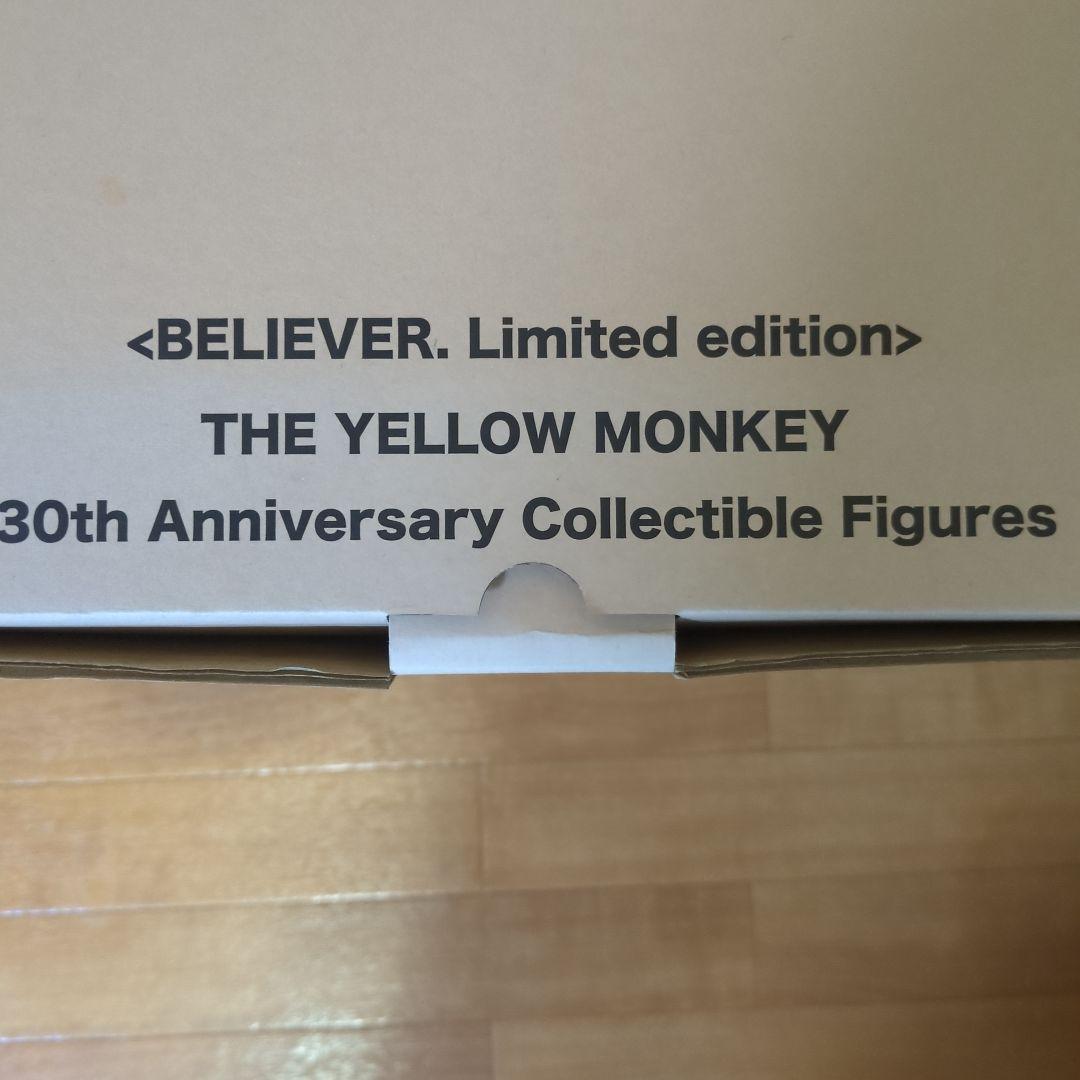 <BELIEVER. Limited edition>
THE YELLOW MONKEY
30th Anniversary Collectible Figures